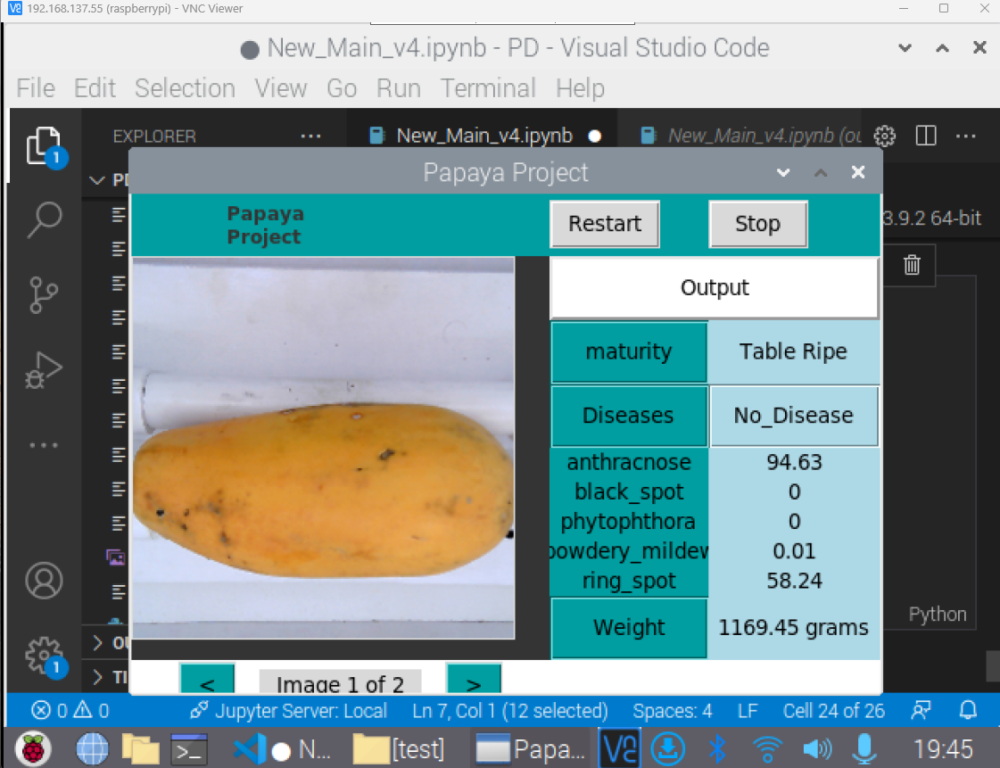 192.168.137.55 (raspberrypi) - VNC Viewer
New_Main_v4.ipynb - PD - Visual Studio Code
File Edit Selection View Go Run Terminal Help
EXPLORER
New_Main_v4.ipynb
New_Main_v4.ipynb (ou
Papaya Project
3.9.2 64-bit
Papaya
Project
Restart
Stop
Output
maturity Table Ripe
Diseases No_Disease
anthracnose 94.63
black_spot 0
phytophthora 0
powdery_mildew 0.01
ring_spot 58.24
Weight 1169.45 grams
Python
< Image 1 of 2 >
0 0 Jupyter Server: Local Ln 7, Col 1 (12 selected) Spaces: 4 LF Cell 24 of 26
N... [test] Papa... 19:45